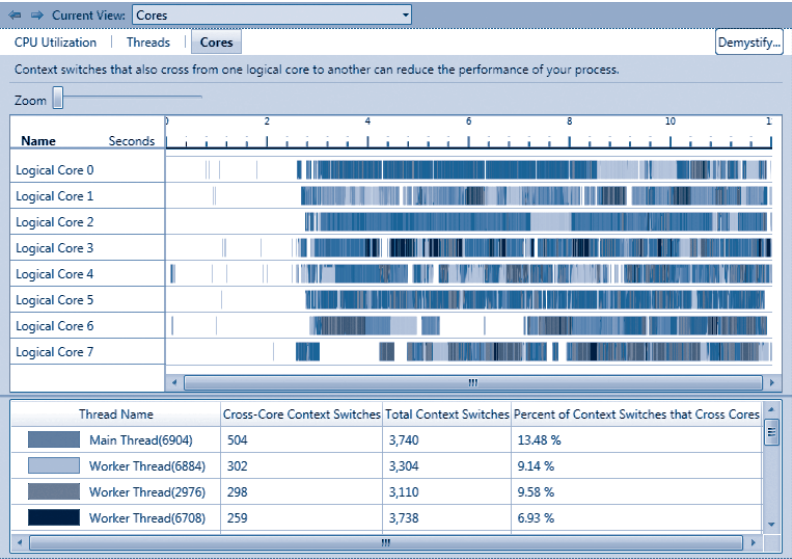 Current View: Cores
CPU Utilization Threads Cores Demystify...
Context switches that also cross from one logical core to another can reduce the performance of your process.
Zoom
Name Seconds 0 2 4 6 8 10 1
Logical Core 0
Logical Core 1
Logical Core 2
Logical Core 3
Logical Core 4
Logical Core 5
Logical Core 6
Logical Core 7
Thread Name Cross-Core Context Switches Total Context Switches Percent of Context Switches that Cross Cores
Main Thread(6904) 504 3,740 13.48 %
Worker Thread(6884) 302 3,304 9.14 %
Worker Thread(2976) 298 3,110 9.58 %
Worker Thread(6708) 259 3,738 6.93 %